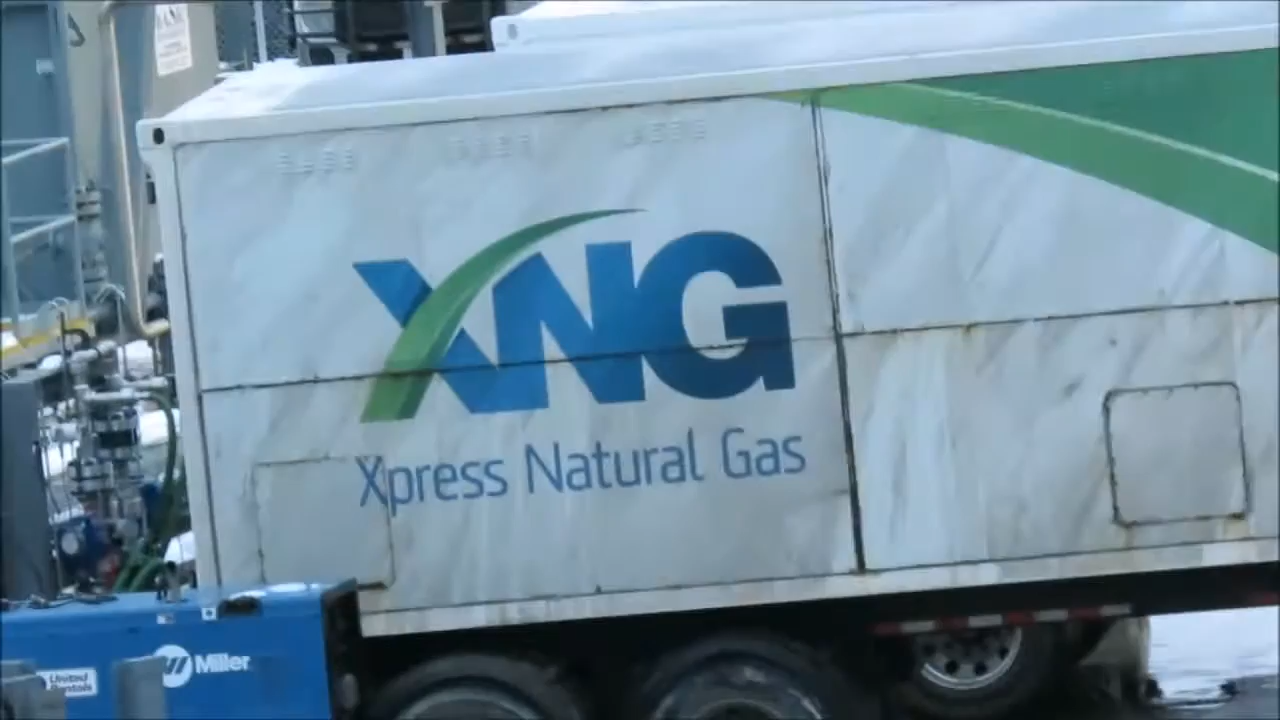 XNG
Xpress Natural Gas
Miller
United
Rentals